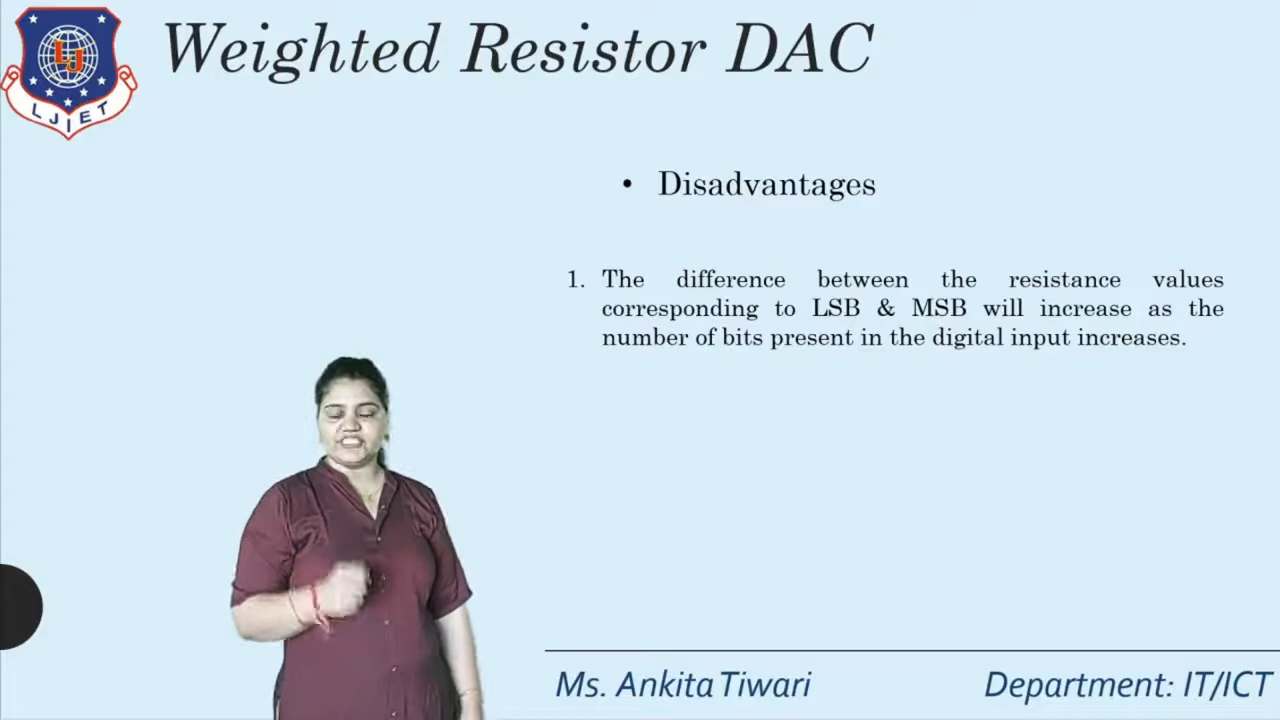 Weighted Resistor DAC
LJ
LJIET
• Disadvantages
1. The difference between the resistance values
corresponding to LSB & MSB will increase as the
number of bits present in the digital input increases.
Ms. Ankita Tiwari Department: IT/ICT